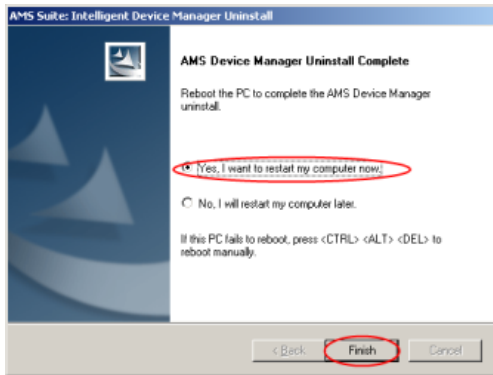 AMS Suite: Intelligent Device Manager Uninstall
AMS Device Manager Uninstall Complete
Reboot the PC to complete the AMS Device Manager
uninstall.
Yes, I want to restart my computer now.
No, I will restart my computer later.
If this PC fails to reboot, press <CTRL> <ALT> <DEL> to
reboot manually.
< Back
Finish
Cancel